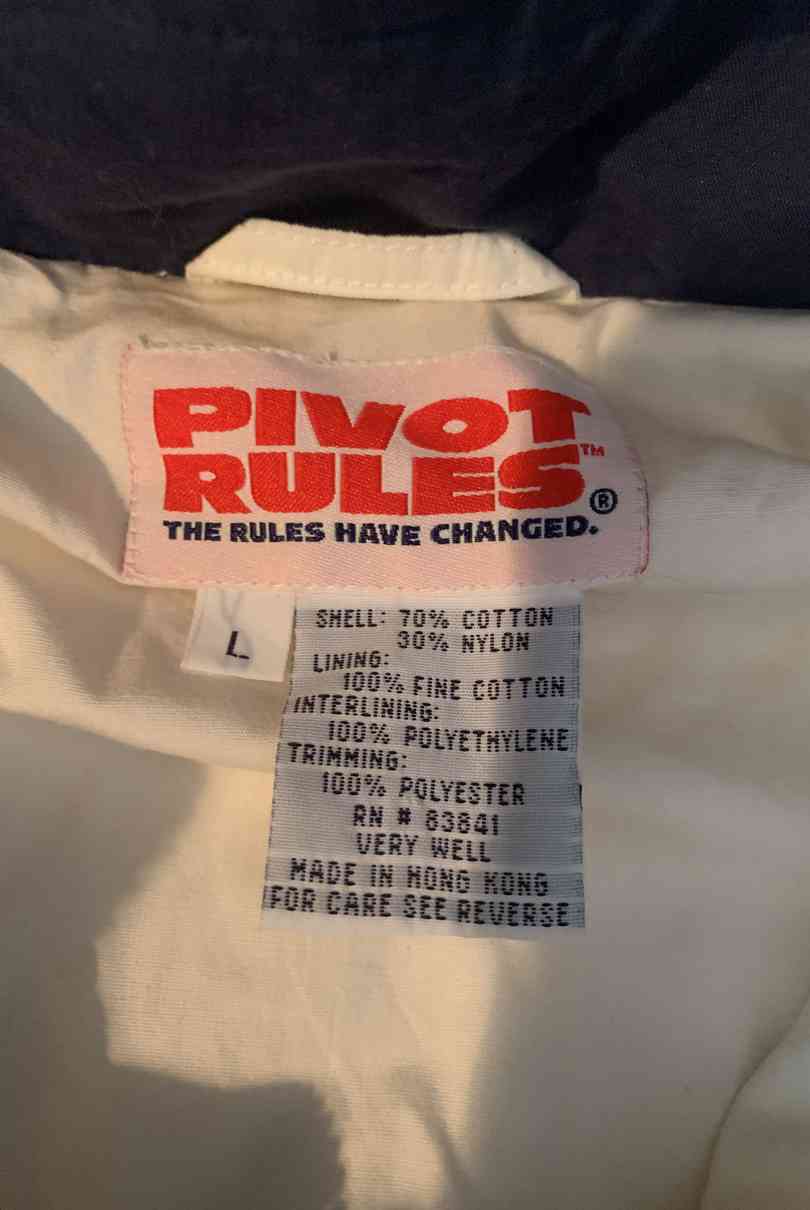 PIVOT
RULES™®
THE RULES HAVE CHANGED.
L
SHELL: 70% COTTON
30% NYLON
LINING:
100% FINE COTTON
INTERLINING:
100% POLYETHYLENE
TRIMMING:
100% POLYESTER
RN # 83841
VERY WELL
MADE IN HONG KONG
FOR CARE SEE REVERSE